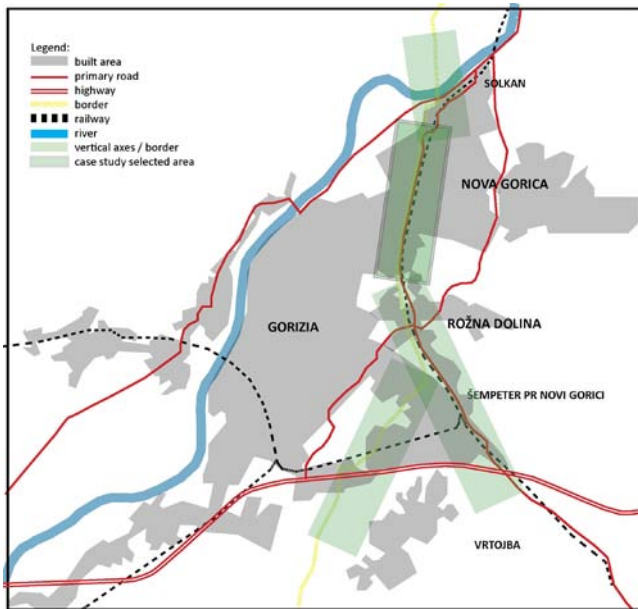 Legend:
built area
primary road
highway
border
railway
river
vertical axes / border
case study selected area
SOLKAN
NOVA GORICA
GORIZIA
ROŽNA DOLINA
ŠEMPETER PR NOVI GORICI
VRTOJBA